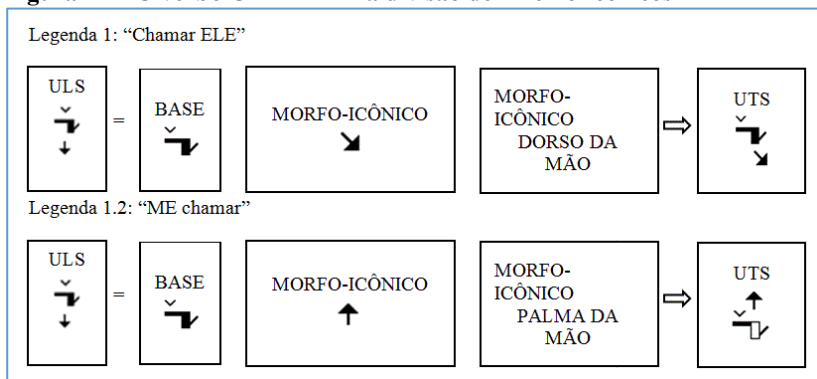 Legenda 1: “Chamar ELE”
ULS
=
BASE
MORFO-ICÔNICO
MORFO-
ICÔNICO
DORSO DA
MÃO
UTS
Legenda 1.2: “ME chamar”
ULS
=
BASE
MORFO-ICÔNICO
MORFO-
ICÔNICO
PALMA DA
MÃO
UTS